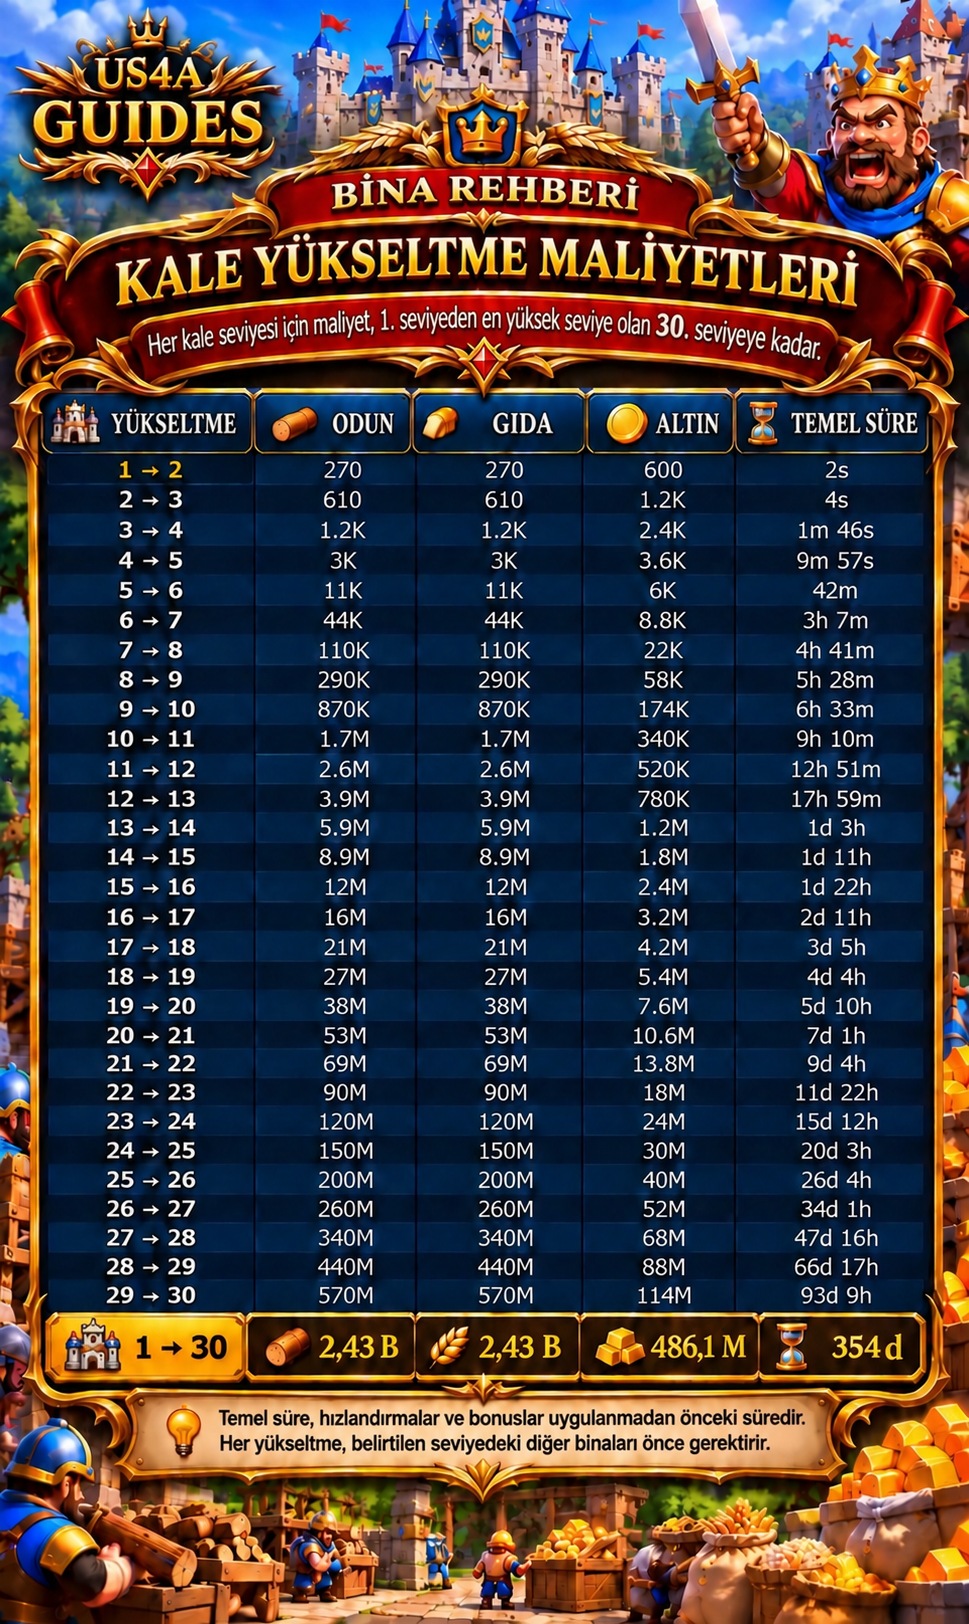 US4A
GUIDES
BİNA REHBERİ
KALE YÜKSELTME MALİYETLERİ
Her kale seviyesi için maliyet, 1. seviyeden en yüksek seviye olan 30. seviyeye kadar.
YÜKSELTME ODUN GIDA ALTIN TEMEL SÜRE
1 → 2 270 270 600 2s
2 → 3 610 610 1.2K 4s
3 → 4 1.2K 1.2K 2.4K 1m 46s
4 → 5 3K 3K 3.6K 9m 57s
5 → 6 11K 11K 6K 42m
6 → 7 44K 44K 8.8K 3h 7m
7 → 8 110K 110K 22K 4h 41m
8 → 9 290K 290K 58K 5h 28m
9 → 10 870K 870K 174K 6h 33m
10 → 11 1.7M 1.7M 340K 9h 10m
11 → 12 2.6M 2.6M 520K 12h 51m
12 → 13 3.9M 3.9M 780K 17h 59m
13 → 14 5.9M 5.9M 1.2M 1d 3h
14 → 15 8.9M 8.9M 1.8M 1d 11h
15 → 16 12M 12M 2.4M 1d 22h
16 → 17 16M 16M 3.2M 2d 11h
17 → 18 21M 21M 4.2M 3d 5h
18 → 19 27M 27M 5.4M 4d 4h
19 → 20 38M 38M 7.6M 5d 10h
20 → 21 53M 53M 10.6M 7d 1h
21 → 22 69M 69M 13.8M 9d 4h
22 → 23 90M 90M 18M 11d 22h
23 → 24 120M 120M 24M 15d 12h
24 → 25 150M 150M 30M 20d 3h
25 → 26 200M 200M 40M 26d 4h
26 → 27 260M 260M 52M 34d 1h
27 → 28 340M 340M 68M 47d 16h
28 → 29 440M 440M 88M 66d 17h
29 → 30 570M 570M 114M 93d 9h
1 → 30 2,43 B 2,43 B 486,1 M 354 d
Temel süre, hızlandırmalar ve bonuslar uygulanmadan önceki süredir.
Her yükseltme, belirtilen seviyedeki diğer binaları önce gerektirir.